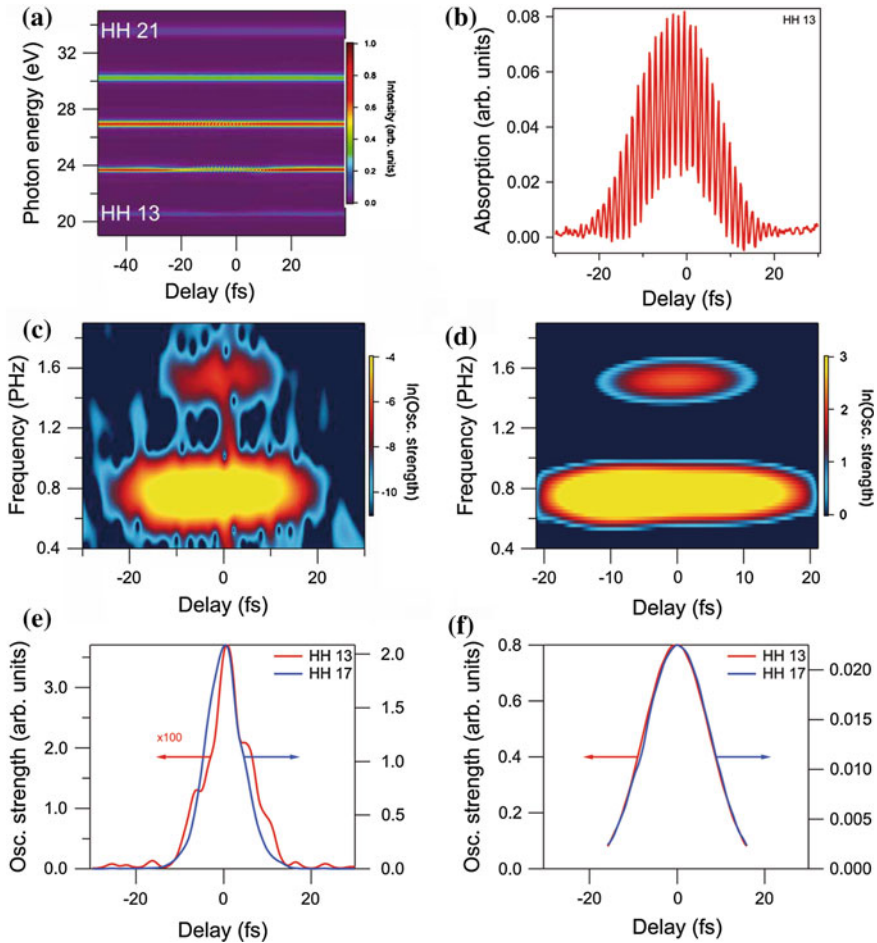 (a)
HH 21
HH 13
Photon energy (eV)
32
28
24
20
-40
-20
0
20
Delay (fs)
1.0
0.8
0.6
0.4
0.2
0.0
Intensity (arb. units)
(b)
HH 13
Absorption (arb. units)
0.08
0.06
0.04
0.02
0.00
-20
0
20
Delay (fs)
(c)
Frequency (PHz)
1.6
1.2
0.8
0.4
-20
0
20
Delay (fs)
-4
-6
-8
-10
ln(Osc. strength)
(d)
Frequency (PHz)
1.6
1.2
0.8
0.4
-20
-10
0
10
20
Delay (fs)
3
2
1
0
ln(Osc. strength)
(e)
HH 13
HH 17
x100
Osc. strength (arb. units)
3.0
2.0
1.0
0.0
2.0
1.5
1.0
0.5
0.0
-20
0
20
Delay (fs)
(f)
HH 13
HH 17
Osc. strength (arb. units)
0.8
0.6
0.4
0.2
0.0
0.020
0.015
0.010
0.005
0.000
-20
0
20
Delay (fs)